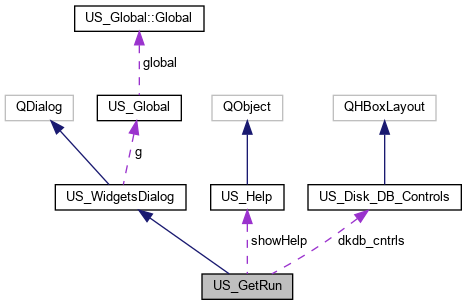 US_Global::Global
global
QDialog
US_Global
QObject
QHBoxLayout
g
US_WidgetsDialog
US_Help
US_Disk_DB_Controls
showHelp
dkdb_cntrls
US_GetRun